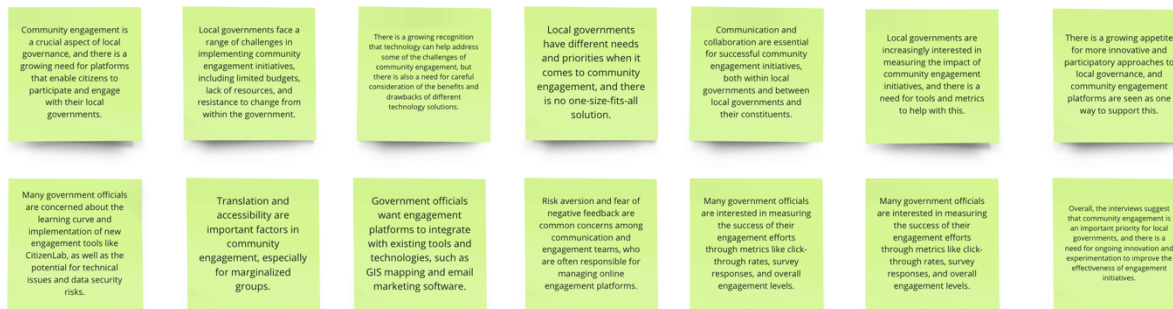 Community engagement is
a crucial aspect of local
governance, and there is a
growing need for platforms
that enable citizens to
participate and engage
with their local
governments.
Local governments face a
range of challenges in
implementing community
engagement initiatives,
including limited budgets,
lack of resources, and
resistance to change from
within the government.
There is a growing recognition
that technology can help address
some of the challenges of
community engagement, but
there is also a need for careful
consideration of the benefits and
drawbacks of different
technology solutions.
Local governments
have different needs
and priorities when it
comes to community
engagement, and there
is no one-size-fits-all
solution.
Communication and
collaboration are essential
for successful community
engagement initiatives,
both within local
governments and between
local governments and
their constituents.
Local governments are
increasingly interested in
measuring the impact of
community engagement
initiatives, and there is a
need for tools and metrics
to help with this.
There is a growing appetite
for more innovative and
participatory approaches to
local governance, and
community engagement
platforms are seen as one
way to support this.
Many government officials
are concerned about the
learning curve and
implementation of new
engagement tools like
CitizenLab, as well as the
potential for technical
issues and data security
risks.
Translation and
accessibility are
important factors in
community
engagement, especially
for marginalized
groups.
Government officials
want engagement
platforms to integrate
with existing tools and
technologies, such as
GIS mapping and email
marketing software.
Risk aversion and fear of
negative feedback are
common concerns among
communication and
engagement teams, who
are often responsible for
managing online
engagement platforms.
Many government officials
are interested in measuring
the success of their
engagement efforts
through metrics like click-
through rates, survey
responses, and overall
engagement levels.
Many government officials
are interested in measuring
the success of their
engagement efforts
through metrics like click-
through rates, survey
responses, and overall
engagement levels.
Overall, the interviews suggest
that community engagement is
an important priority for local
governments, and there is a
need for ongoing innovation and
experimentation to improve the
effectiveness of engagement
initiatives.